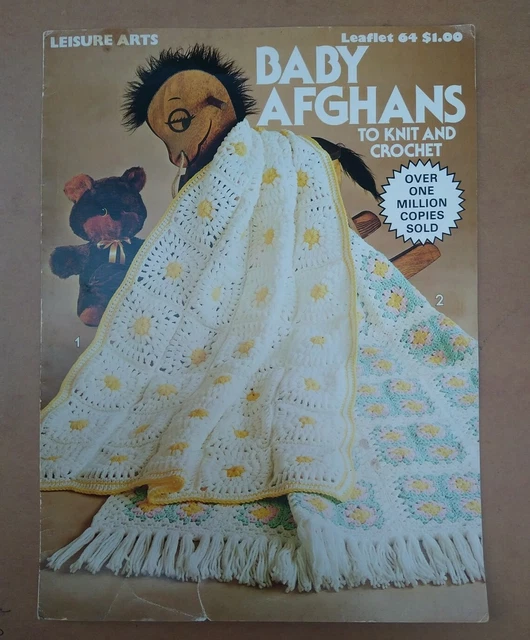 LEISURE ARTS
Leaflet 64 $1.00
BABY
AFGHANS
TO KNIT AND
CROCHET
OVER
ONE
MILLION
COPIES
SOLD
2
1